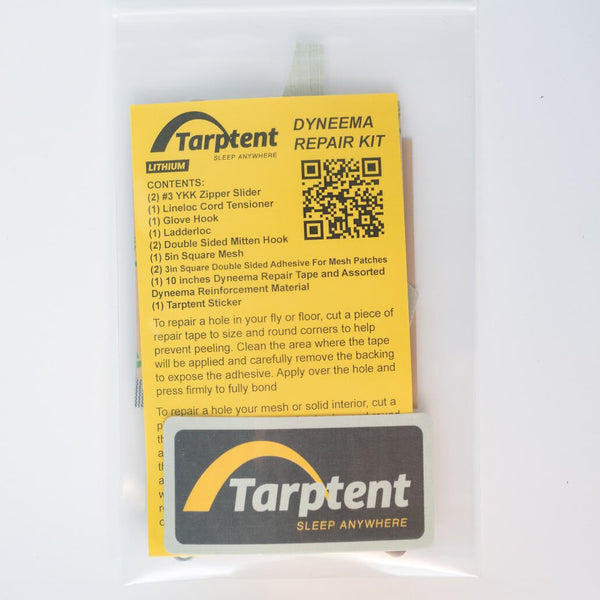 Tarptent
SLEEP ANYWHERE
LITHIUM
DYNEEMA
REPAIR KIT
CONTENTS:
(2) #3 YKK Zipper Slider
(1) Lineloc Cord Tensioner
(1) Glove Hook
(1) Ladderloc
(2) Double Sided Mitten Hook
(1) 5in Square Mesh
(2) 3in Square Double Sided Adhesive For Mesh Patches
(1) 10 inches Dyneema Repair Tape and Assorted
Dyneema Reinforcement Material
(1) Tarptent Sticker
To repair a hole in your fly or floor, cut a piece of
repair tape to size and round corners to help
prevent peeling. Clean the area where the tape
will be applied and carefully remove the backing
to expose the adhesive. Apply over the hole and
press firmly to fully bond
To repair a hole your mesh or solid interior, cut a
Tarptent
SLEEP ANYWHERE